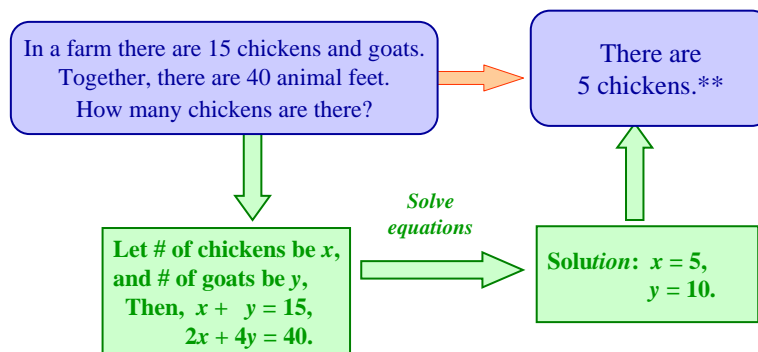 In a farm there are 15 chickens and goats.
Together, there are 40 animal feet.
How many chickens are there?
There are
5 chickens.**
Solve
equations
Let # of chickens be x,
and # of goats be y,
Then, x + y = 15,
2x + 4y = 40.
Solution: x = 5,
y = 10.